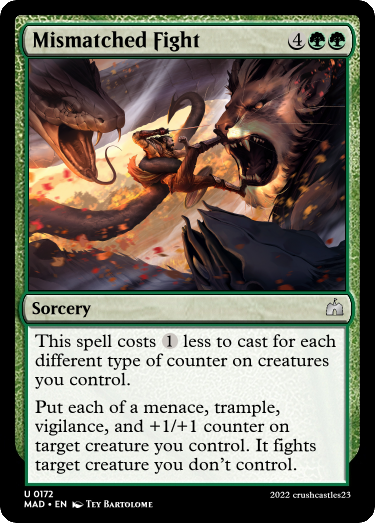 Mismatched Fight 4
Sorcery
This spell costs 1 less to cast for each
different type of counter on creatures
you control.
Put each of a menace, trample,
vigilance, and +1/+1 counter on
target creature you control. It fights
target creature you don't control.
U 0172
MAD • EN Tey Bartolome
2022 crushcastles23